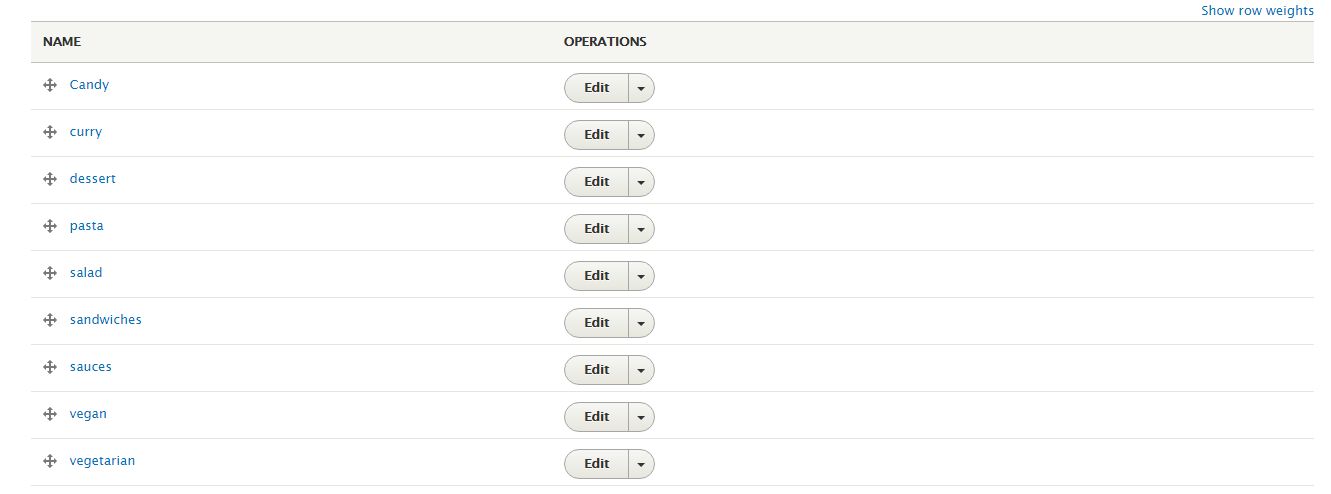 Show row weights
NAME OPERATIONS
Candy Edit
curry Edit
dessert Edit
pasta Edit
salad Edit
sandwiches Edit
sauces Edit
vegan Edit
vegetarian Edit